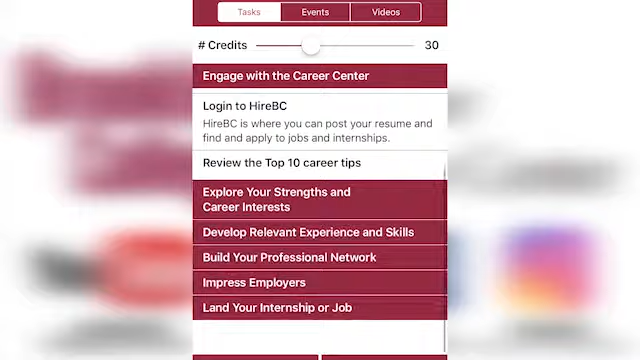 Tasks Events Videos
# Credits 30
Engage with the Career Center
Login to HireBC
HireBC is where you can post your resume and
find and apply to jobs and internships.
Review the Top 10 career tips
Explore Your Strengths and
Career Interests
Develop Relevant Experience and Skills
Build Your Professional Network
Impress Employers
Land Your Internship or Job